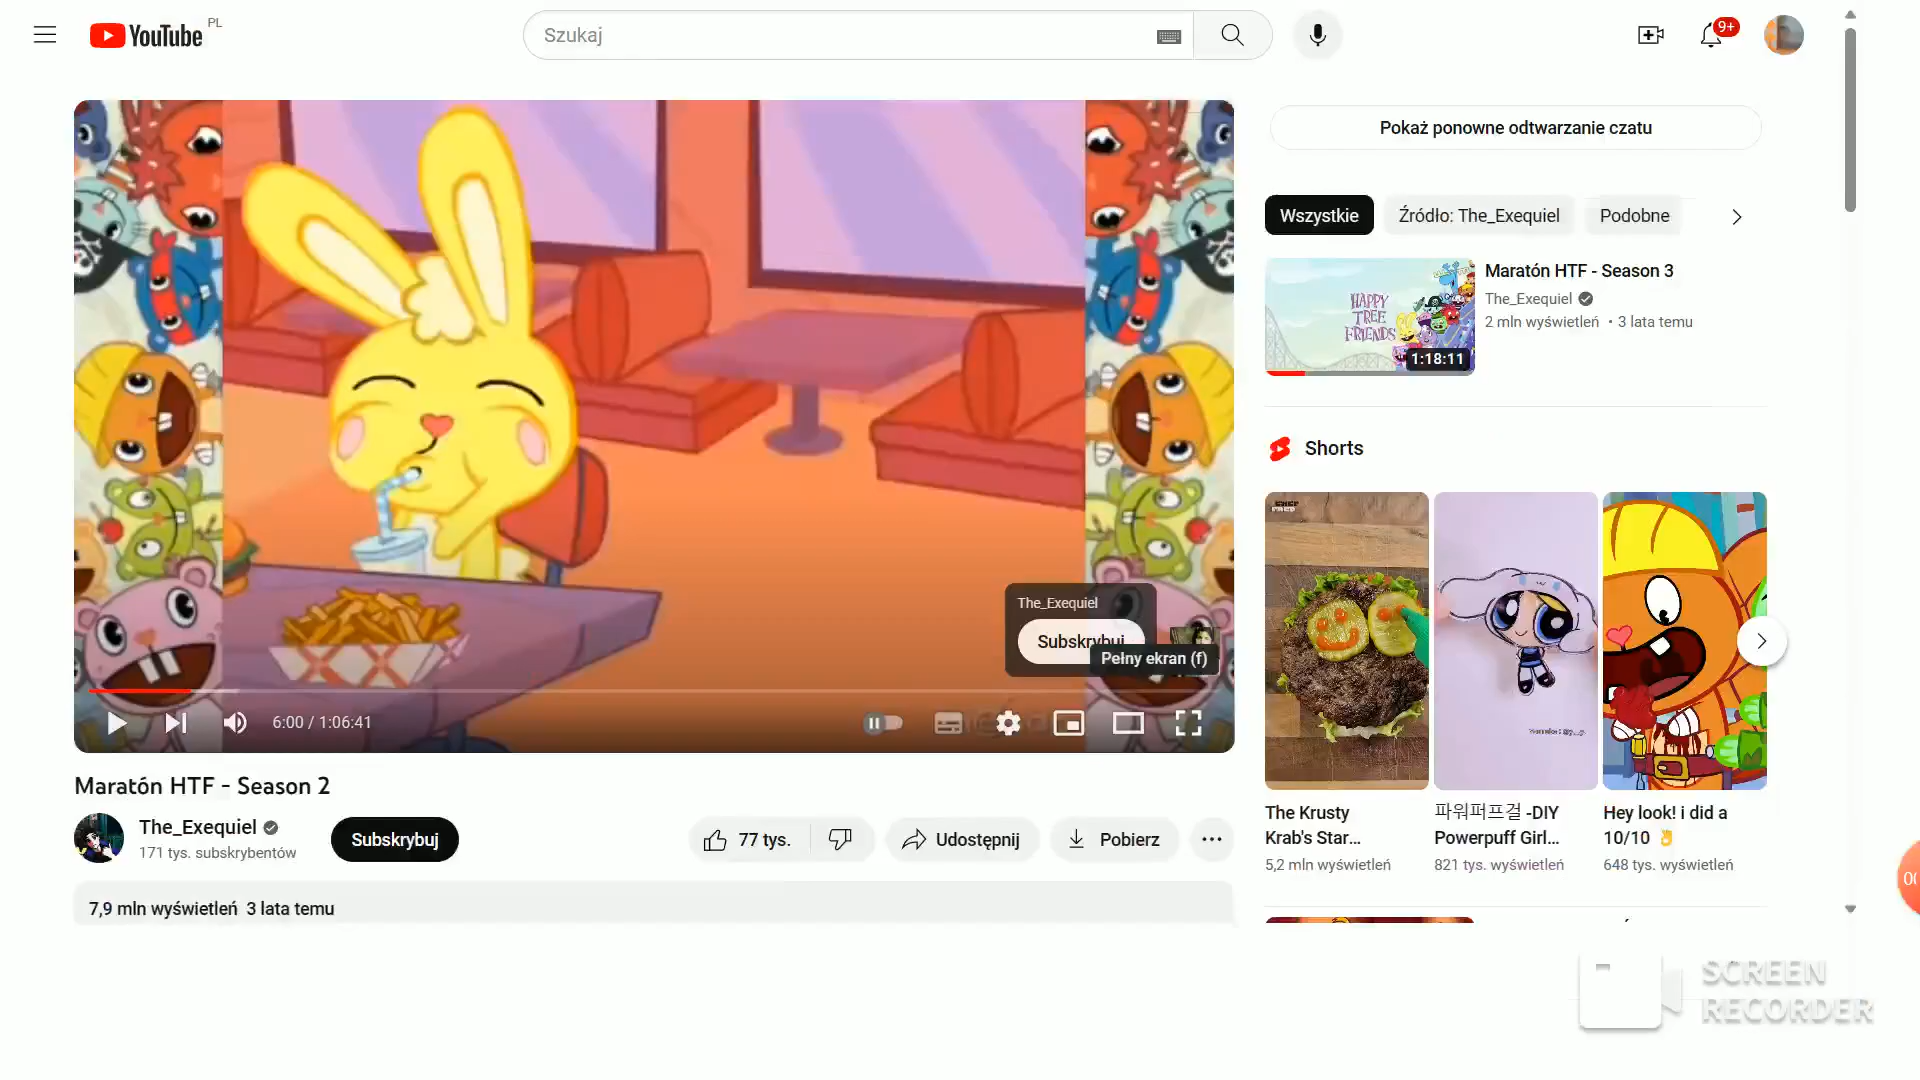 YouTube PL
Szukaj
9+
Pokaż ponowne odtwarzanie czatu
Wszystkie
Źródło: The_Exequiel
Podobne
HAPPY
TREE
FRIENDS
1:18:11
Maratón HTF - Season 3
The_Exequiel
2 mln wyświetleń • 3 lata temu
Shorts
The_Exequiel
Subskrybuj
Pełny ekran (f)
6:00 / 1:06:41
Maratón HTF - Season 2
The_Exequiel
171 tys. subskrybentów
Subskrybuj
77 tys.
Udostępnij
Pobierz
7,9 mln wyświetleń 3 lata temu
The Krusty
Krab's Star...
5,2 mln wyświetleń
파워퍼프걸 -DIY
Powerpuff Girl...
821 tys. wyświetleń
Hey look! i did a
10/10 👌
648 tys. wyświetleń
SCREEN
RECORDER